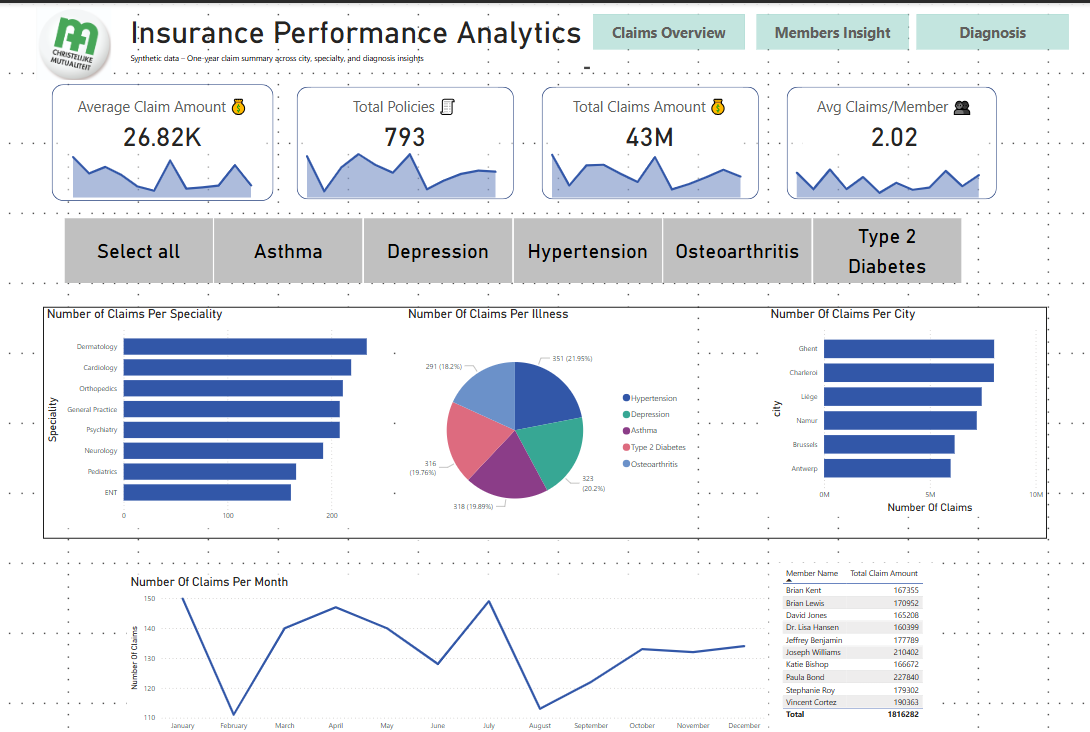 CHRISTELIJKE
MUTUALITEIT
Insurance Performance Analytics
Synthetic data – One-year claim summary across city, specialty, and diagnosis insights
Claims Overview
Members Insight
Diagnosis
Average Claim Amount
26.82K
Total Policies
793
Total Claims Amount
43M
Avg Claims/Member
2.02
Select all
Asthma
Depression
Hypertension
Osteoarthritis
Type 2
Diabetes
Number of Claims Per Speciality
Speciality
Dermatology
Cardiology
Orthopedics
General Practice
Psychiatry
Neurology
Pediatrics
ENT
0 100 200
Number Of Claims Per Illness
351 (21.95%)
323
(20.2%)
318 (19.89%)
316
(19.76%)
291 (18.2%)
Hypertension
Depression
Asthma
Type 2 Diabetes
Osteoarthritis
Number Of Claims Per City
city
Ghent
Charleroi
Liège
Namur
Brussels
Antwerp
0M 5M 10M
Number Of Claims
Number Of Claims Per Month
Number Of Claims
150
140
130
120
110
January February March April May June July August September October November December
Member Name Total Claim Amount
Brian Kent 167355
Brian Lewis 170952
David Jones 165208
Dr. Lisa Hansen 160399
Jeffrey Benjamin 177789
Joseph Williams 210402
Katie Bishop 166672
Paula Bond 227840
Stephanie Roy 179302
Vincent Cortez 190363
Total 1816282